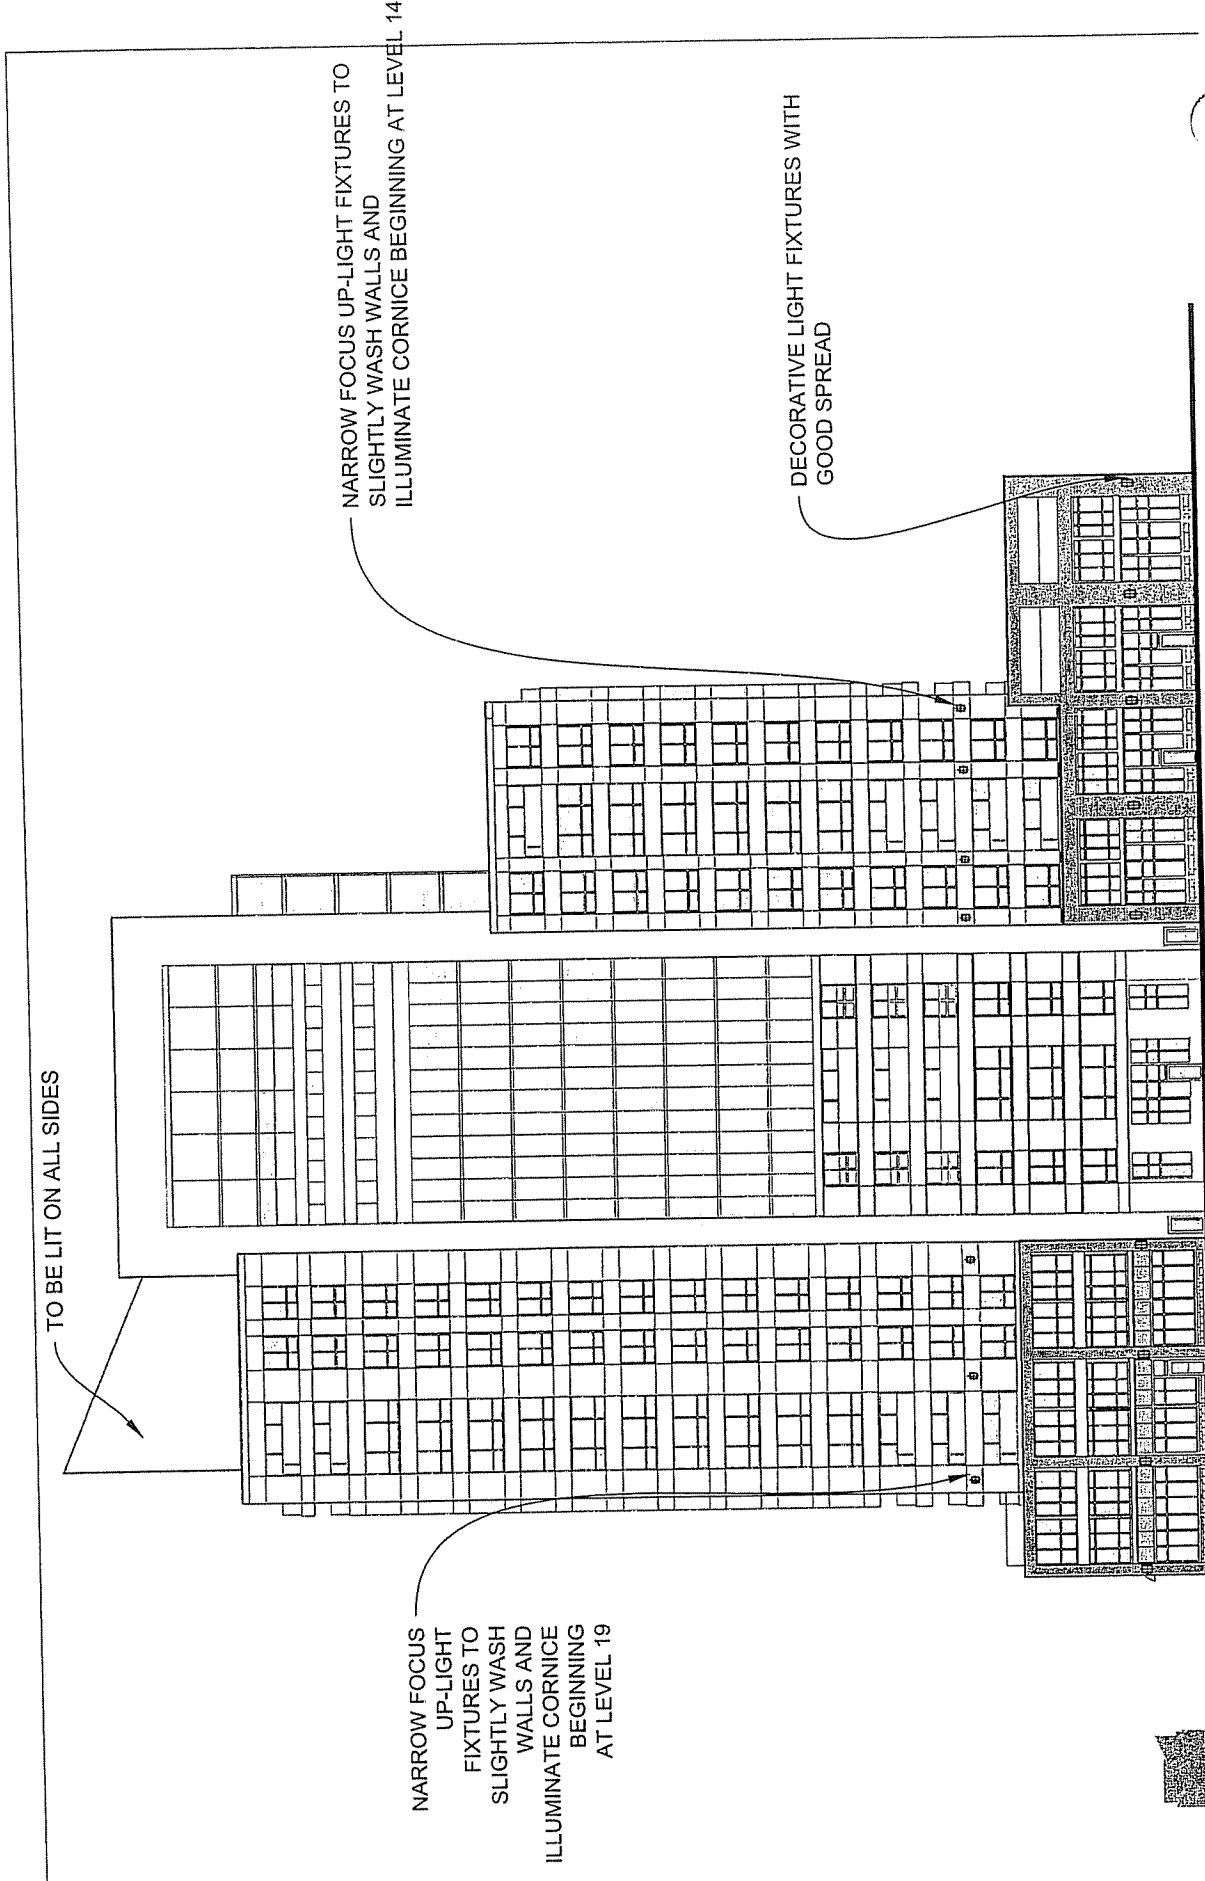 TO BE LIT ON ALL SIDES
NARROW FOCUS UP-LIGHT FIXTURES TO
SLIGHTLY WASH WALLS AND
ILLUMINATE CORNICE BEGINNING AT LEVEL 14
NARROW FOCUS
UP-LIGHT
FIXTURES TO
SLIGHTLY WASH
WALLS AND
ILLUMINATE CORNICE
BEGINNING
AT LEVEL 19
DECORATIVE LIGHT FIXTURES WITH
GOOD SPREAD